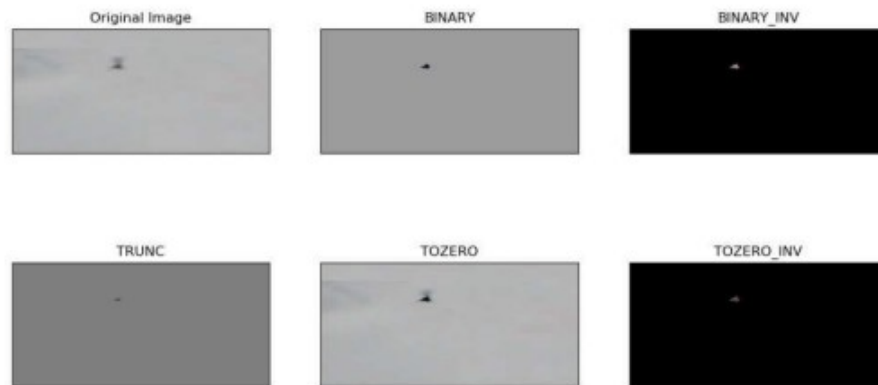 Original Image
BINARY
BINARY_INV
TRUNC
TOZERO
TOZERO_INV